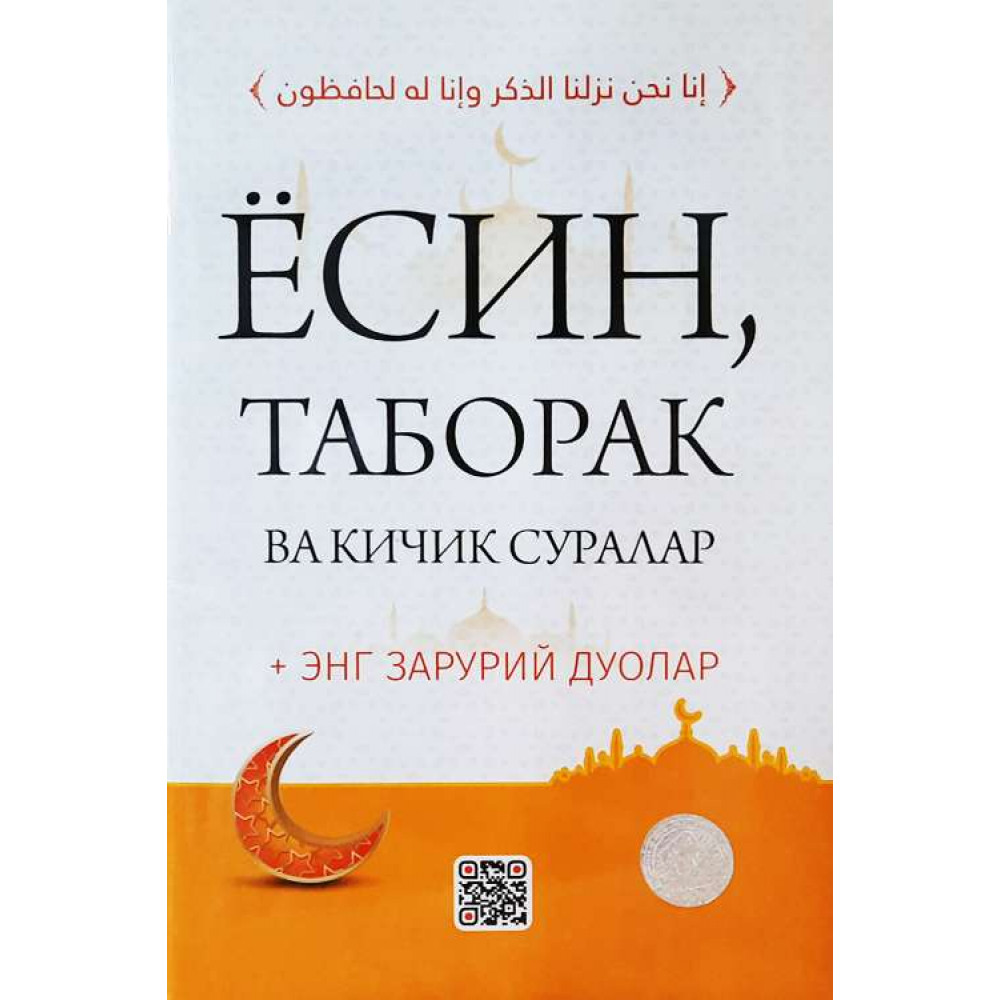 ﴿ إنا نحن نزلنا الذكر وإنا له لحافظون ﴾
ЁСИН,
ТАБОРАК
ВА КИЧИК СУРАЛАР
+ ЭНГ ЗАРУРИЙ ДУОЛАР